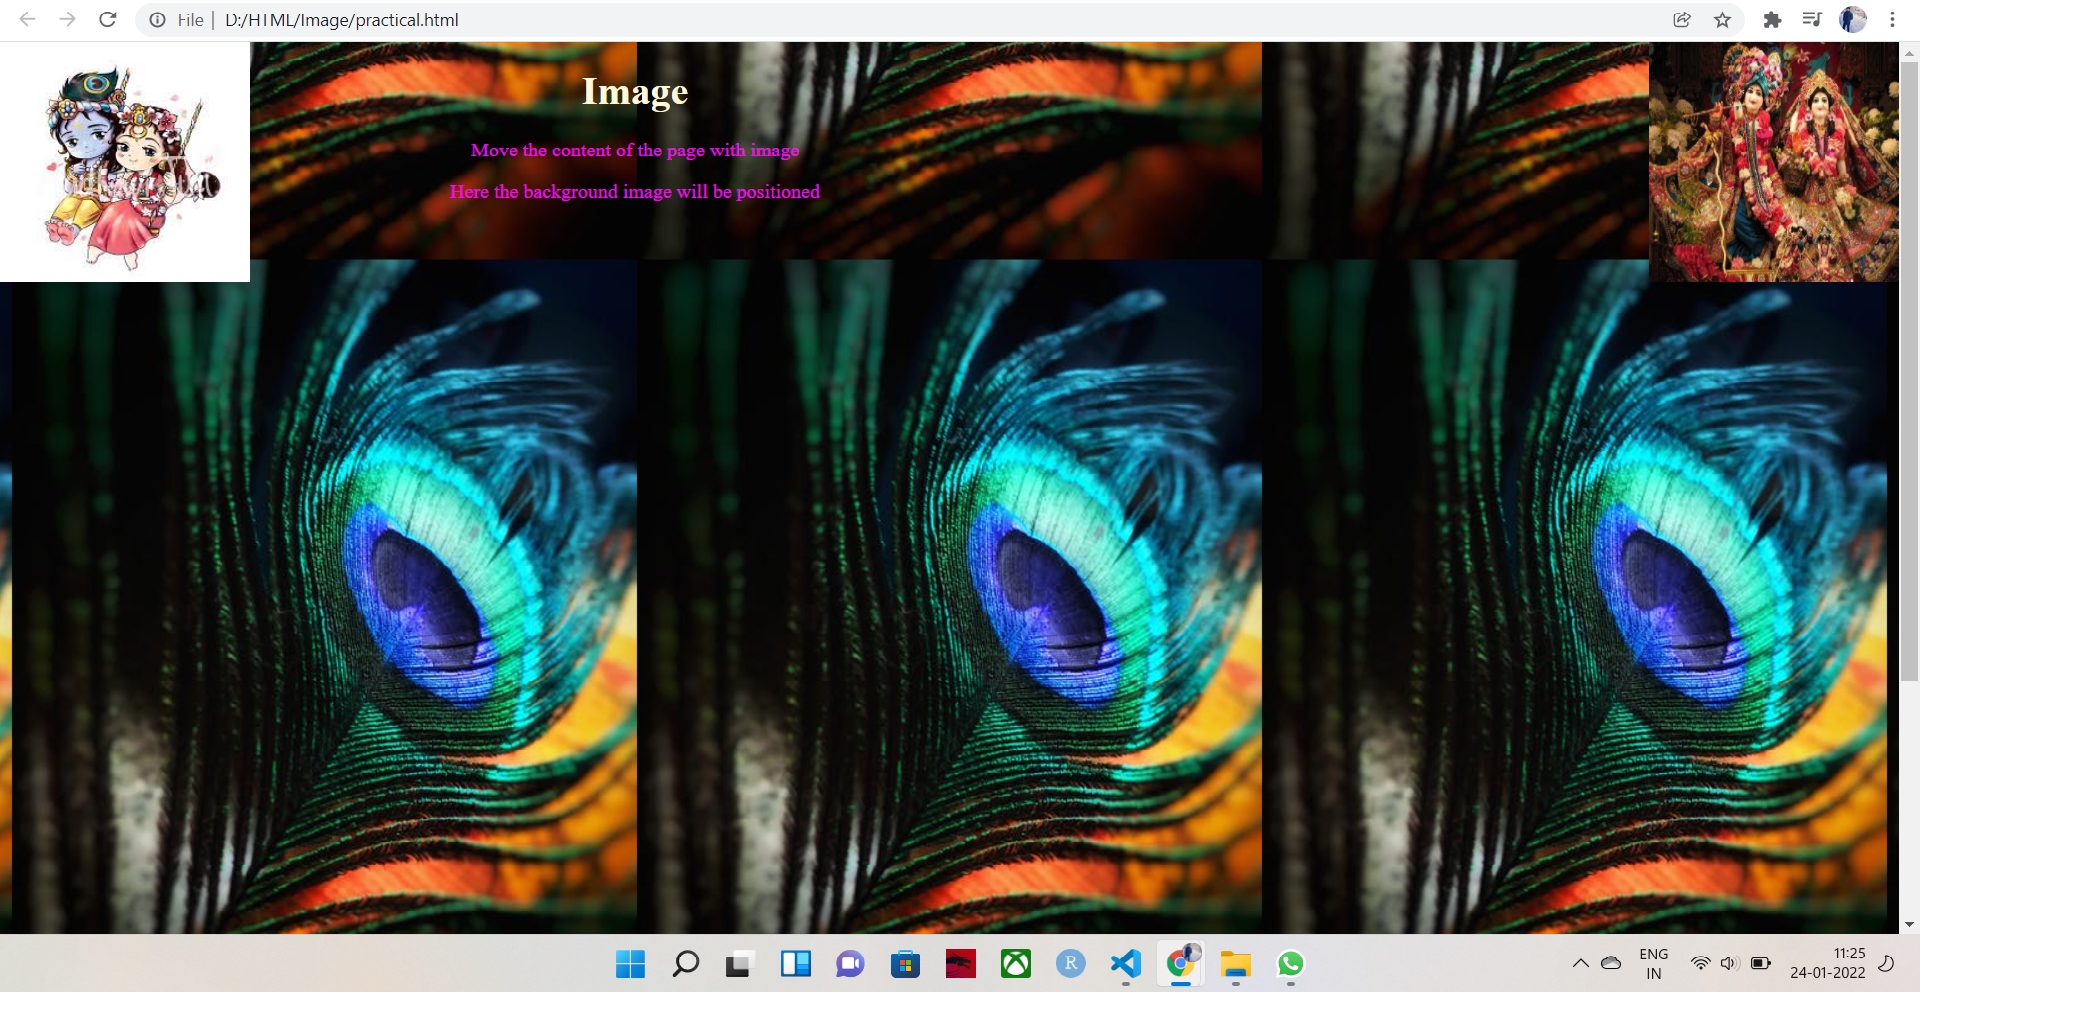 File | D:/HTML/Image/practical.html
Image
Move the content of the page with image
Here the background image will be positioned
R
ENG
IN
11:25
24-01-2022